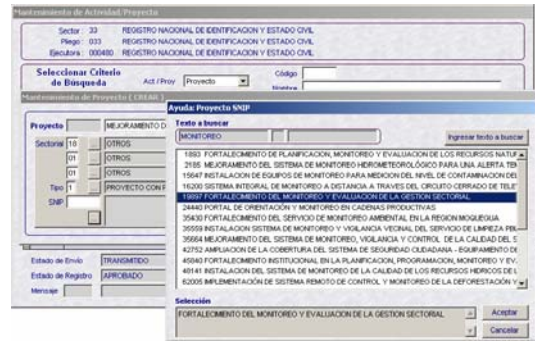 Mantenimiento de Actividad/Proyecto
Sector 33 REGISTRO NACIONAL DE IDENTIFICACION Y ESTADO CIVIL
Pliego 033 REGISTRO NACIONAL DE IDENTIFICACION Y ESTADO CIVIL
Ejecutora 000480 REGISTRO NACIONAL DE IDENTIFICACION Y ESTADO CIVIL
Seleccionar Criterio de Búsqueda Act / Proy Proyecto Código
Nombre
Mantenimiento de Proyecto ( CREAR )
Proyecto MEJORAMIENTO D
Sectorial 18 OTROS
01 OTROS
01 OTROS
Tipo 1 PROYECTO CON
SNIP
Estado de Envío TRANSMITIDO
Estado de Registro APROBADO
Mensaje
Ayuda: Proyecto SNIP
Texto a buscar
MONITOREO Ingresar texto a buscar
1893 FORTALECIMIENTO DE PLANIFICACION, MONITOREO Y EVALUACION DE LOS RECURSOS NATUR
2185 MEJORAMIENTO DEL SISTEMA DE MONITOREO HIDROMETEOROLÓGICO PARA UNA ALERTA TEM
15647 INSTALACION DE EQUIPOS DE MONITOREO PARA MEDICION DEL NIVEL DE CONTAMINACION DEL
16200 SISTEMA INTEGRAL DE MONITOREO A DISTANCIA A TRAVES DEL CIRCUITO CERRADO DE TELE
19897 FORTALECIMIENTO DEL MONITOREO Y EVALUACION DE LA GESTION SECTORIAL
24440 PORTAL DE ORIENTACIÓN Y MONITOREO EN CADENAS PRODUCTIVAS
35430 FORTALECIMIENTO DEL SERVICIO DE MONITOREO AMBIENTAL EN LA REGION MOQUEGUA
35559 INSTALACION SISTEMA DE MONITOREO Y VIGILANCIA VECINAL DEL SERVICIO DE LIMPIEZA
35664 MEJORAMIENTO DEL SISTEMA DE MONITOREO, VIGILANCIA Y CONTROL DE LA CALIDAD DEL S
42752 AMPLIACION DE LA COBERTURA DEL SISTEMA DE SEGURIDAD CIUDADANA - EQUIPAMIENTO DE
45840 FORTALECIMIENTO INSTITUCIONAL EN LA PLANIFICACION, PROGRAMACION, MONITOREO Y EV
48141 INSTALACION DEL SISTEMA DE MONITOREO DE LA CALIDAD DE LOS RECURSOS HIDRICOS DE L
62005 IMPLEMENTACIÓN DE SISTEMA REMOTO DE CONTROL Y MONITOREO DE LA DEFORESTACIÓN Y
Selección
FORTALECIMIENTO DEL MONITOREO Y EVALUACION DE LA GESTION SECTORIAL
Aceptar
Cancelar